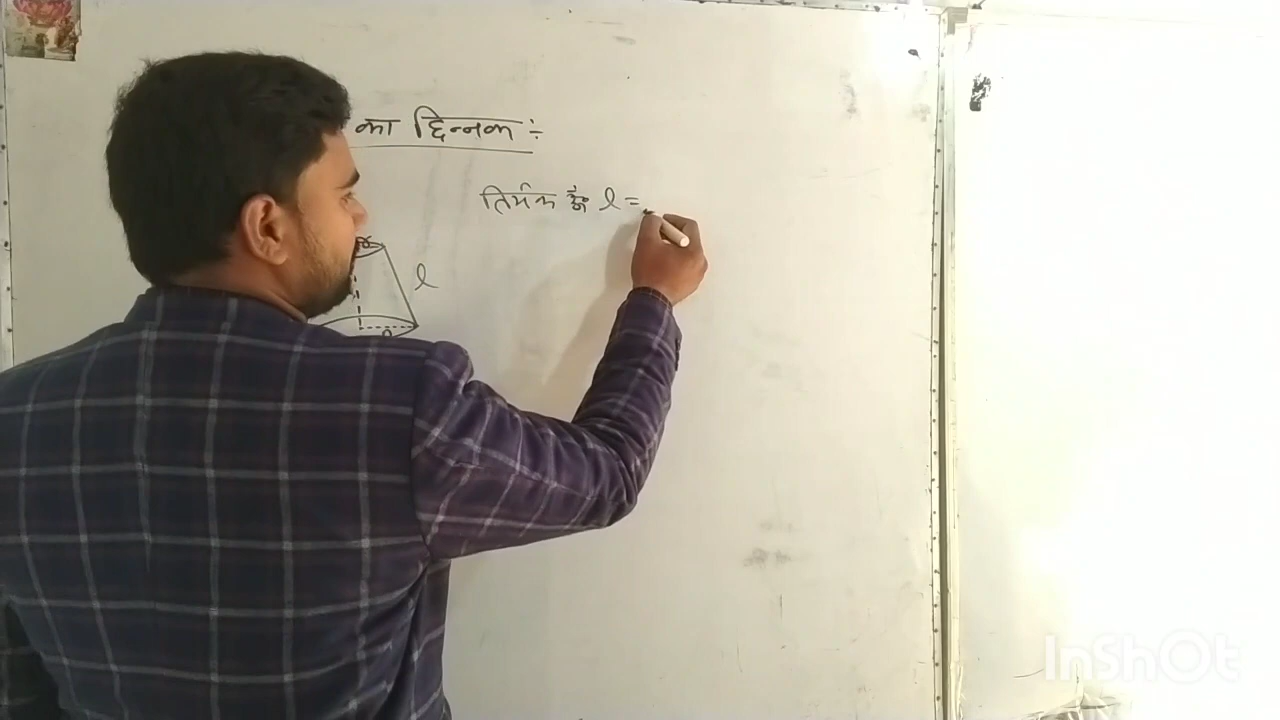 का छिन्नक ÷
तिर्यक ऊँ l =
r
l
InShOt